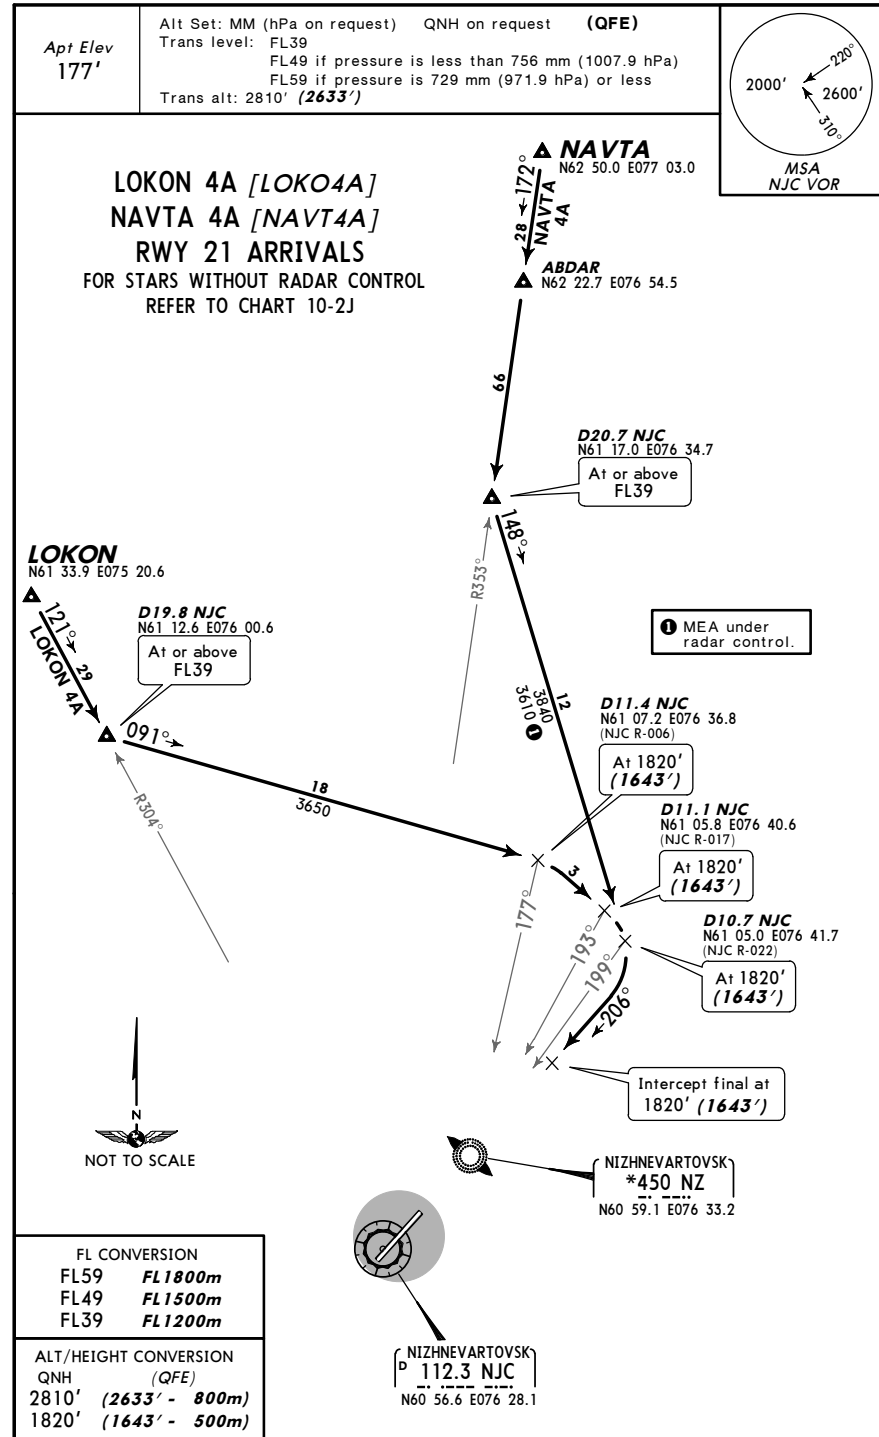 Apt Elev
177'
Alt Set: MM (hPa on request) QNH on request (QFE)
Trans level: FL39
FL49 if pressure is less than 756 mm (1007.9 hPa)
FL59 if pressure is 729 mm (971.9 hPa) or less
Trans alt: 2810' (2633')
220°
2000'
2600'
310°
MSA
NJC VOR
LOKON 4A [LOKO4A]
NAVTA 4A [NAVT4A]
RWY 21 ARRIVALS
FOR STARS WITHOUT RADAR CONTROL
REFER TO CHART 10-2J
NAVTA
N62 50.0 E077 03.0
172°
28
NAVTA
4A
ABDAR
N62 22.7 E076 54.5
66
D20.7 NJC
N61 17.0 E076 34.7
At or above
FL39
148°
R353°
LOKON
N61 33.9 E075 20.6
121°
29
LOKON 4A
D19.8 NJC
N61 12.6 E076 00.6
At or above
FL39
091°
R304°
18
3650
1 MEA under
radar control.
12
3840
3610 1
D11.4 NJC
N61 07.2 E076 36.8
(NJC R-006)
At 1820'
(1643')
D11.1 NJC
N61 05.8 E076 40.6
(NJC R-017)
At 1820'
(1643')
3
177°
193°
199°
D10.7 NJC
N61 05.0 E076 41.7
(NJC R-022)
At 1820'
(1643')
206°
Intercept final at
1820' (1643')
N
NOT TO SCALE
NIZHNEVARTOVSK
*450 NZ
N60 59.1 E076 33.2
NIZHNEVARTOVSK
D 112.3 NJC
N60 56.6 E076 28.1
FL CONVERSION
FL59 FL1800m
FL49 FL1500m
FL39 FL1200m
ALT/HEIGHT CONVERSION
QNH (QFE)
2810' (2633' - 800m)
1820' (1643' - 500m)